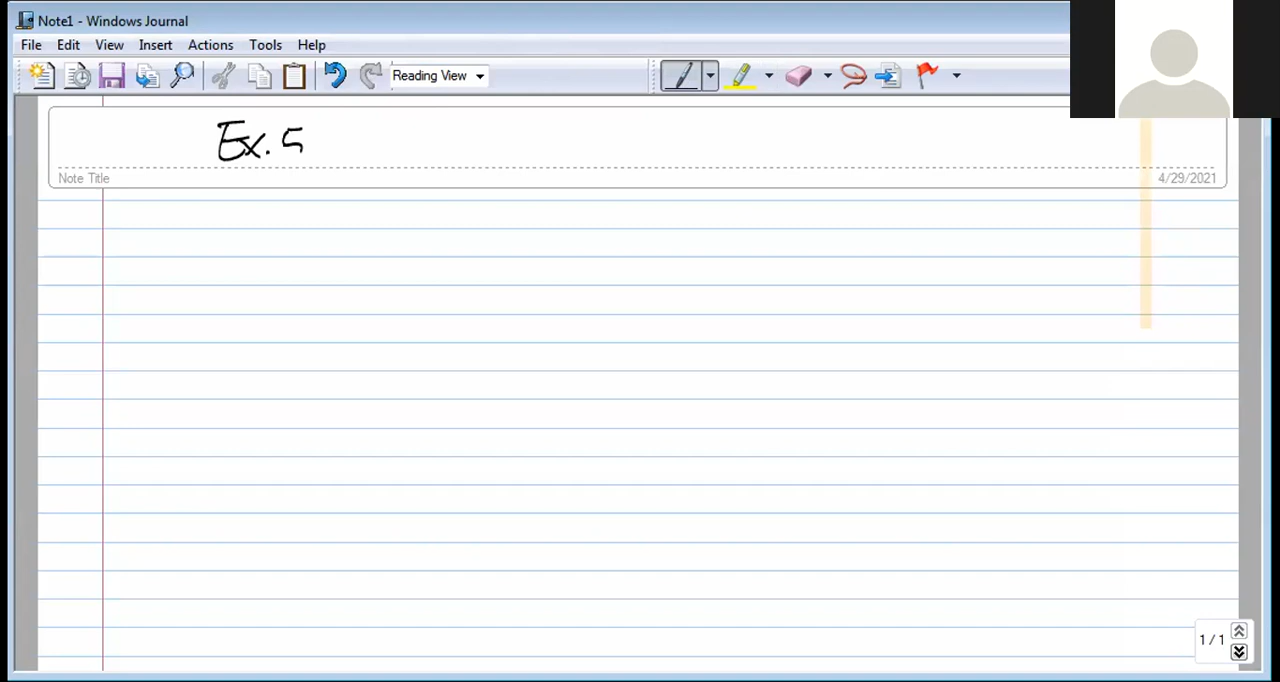 Note1 - Windows Journal
File Edit View Insert Actions Tools Help
Reading View
Ex. 5
Note Title
4/29/2021
1 / 1